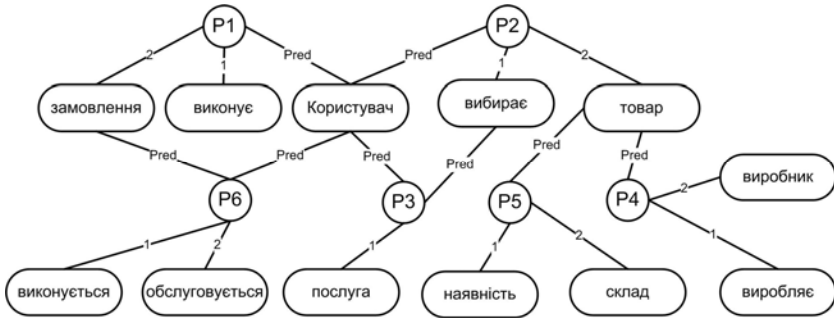 P1
P2
2
1
Pred
Pred
1
2
замовлення
виконує
Користувач
вибирає
товар
Pred
Pred
Pred
Pred
Pred
Pred
P6
P3
P5
P4
2
виробник
1
2
1
1
2
1
виконується
обслуговується
послуга
наявність
склад
виробляє